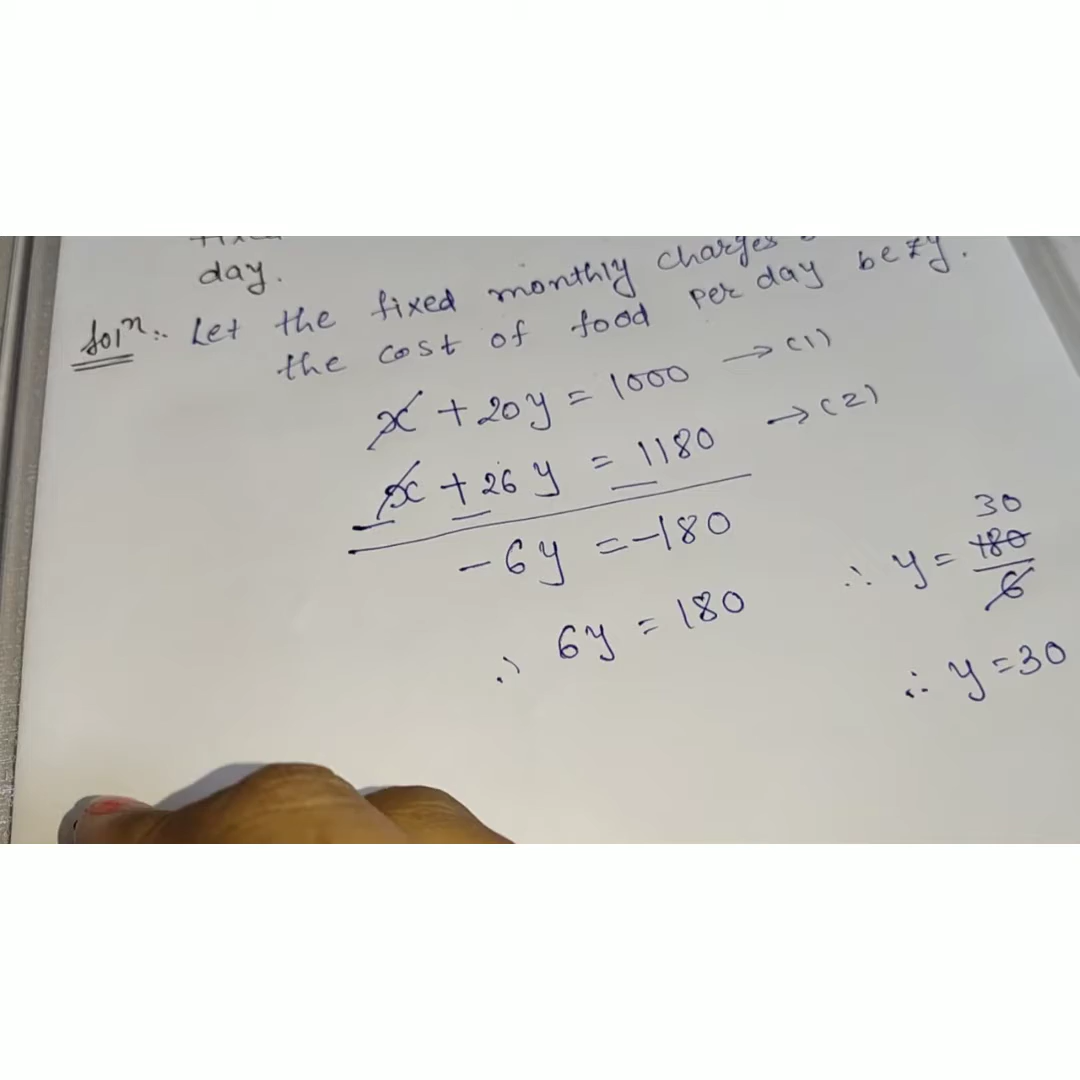 day.
Solⁿ:- Let the fixed monthly charges
the cost of food per day be ₹y.
x + 20y = 1000 → (1)
x + 26y = 1180 → (2)
- 6y = -180
∴ 6y = 180
30
∴ y = 180/6
∴ y = 30